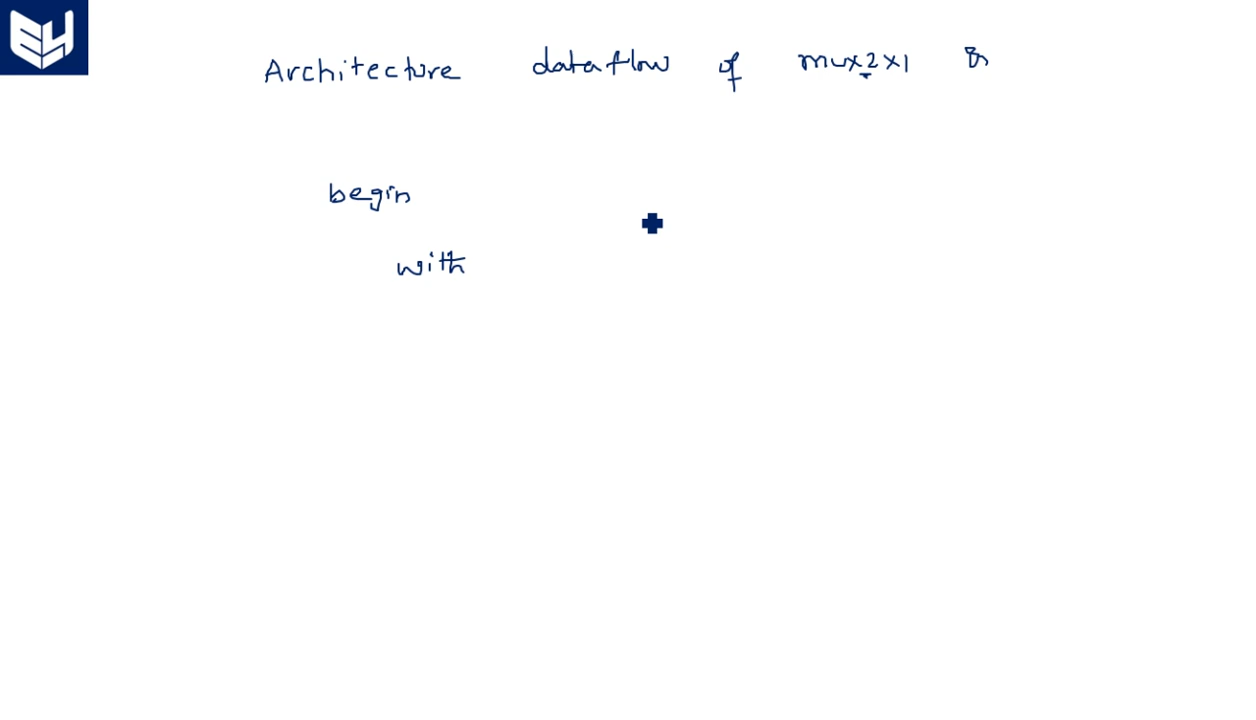 Architecture dataflow of mux2x1 is
begin
with